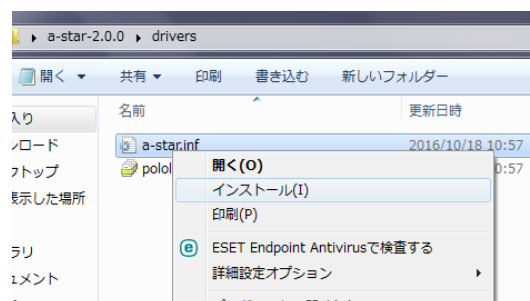 a-star-2.0.0 drivers
開く 共有 印刷 書き込む 新しいフォルダー
入り 名前 更新日時
ンロード a-star.inf 2016/10/18 10:57
クトップ polol 0:57
表示した場所
開く(O)
インストール(I)
印刷(P)
ESET Endpoint Antivirusで検査する
詳細設定オプション
ラリ
ュメント